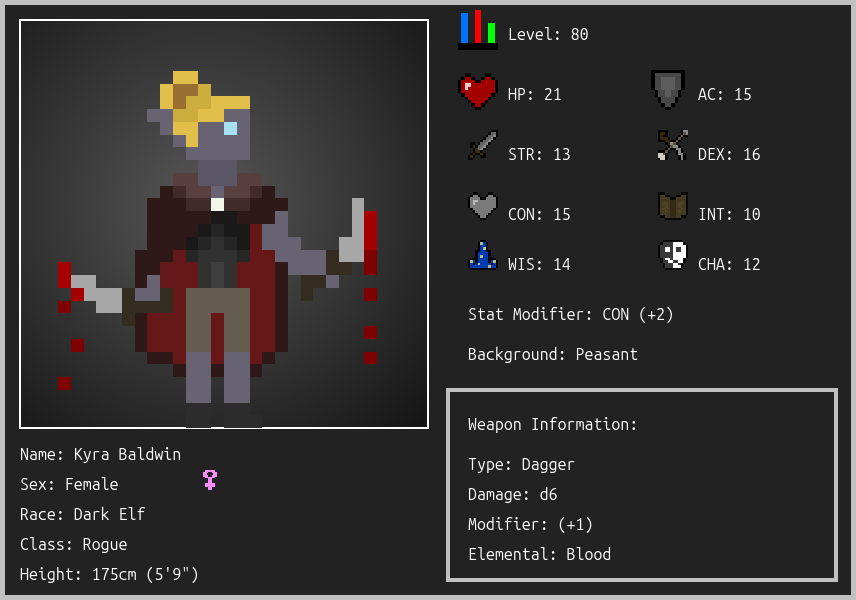 Level: 80
HP: 21
AC: 15
STR: 13
DEX: 16
CON: 15
INT: 10
WIS: 14
CHA: 12
Stat Modifier: CON (+2)
Background: Peasant
Weapon Information:
Type: Dagger
Damage: d6
Modifier: (+1)
Elemental: Blood
Name: Kyra Baldwin
Sex: Female
Race: Dark Elf
Class: Rogue
Height: 175cm (5'9")